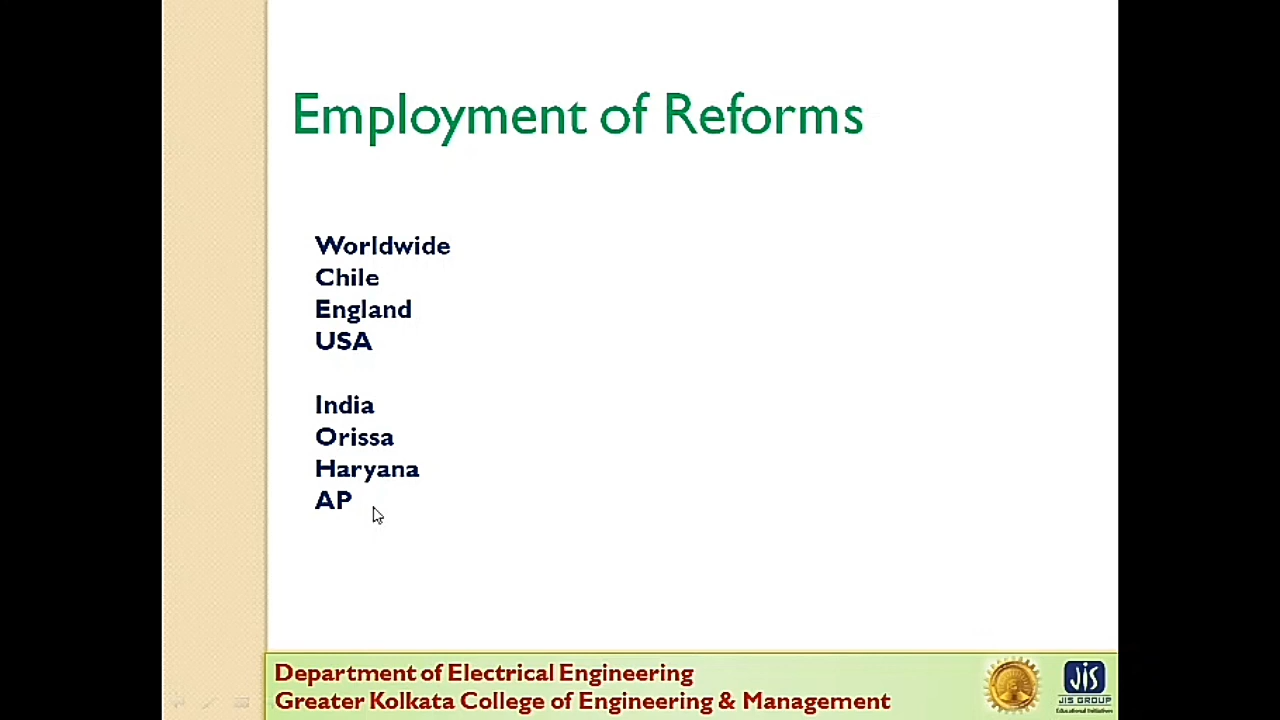 Employment of Reforms
Worldwide
Chile
England
USA
India
Orissa
Haryana
AP
Department of Electrical Engineering
Greater Kolkata College of Engineering & Management
JIS
JIS GROUP
Educational Initiatives